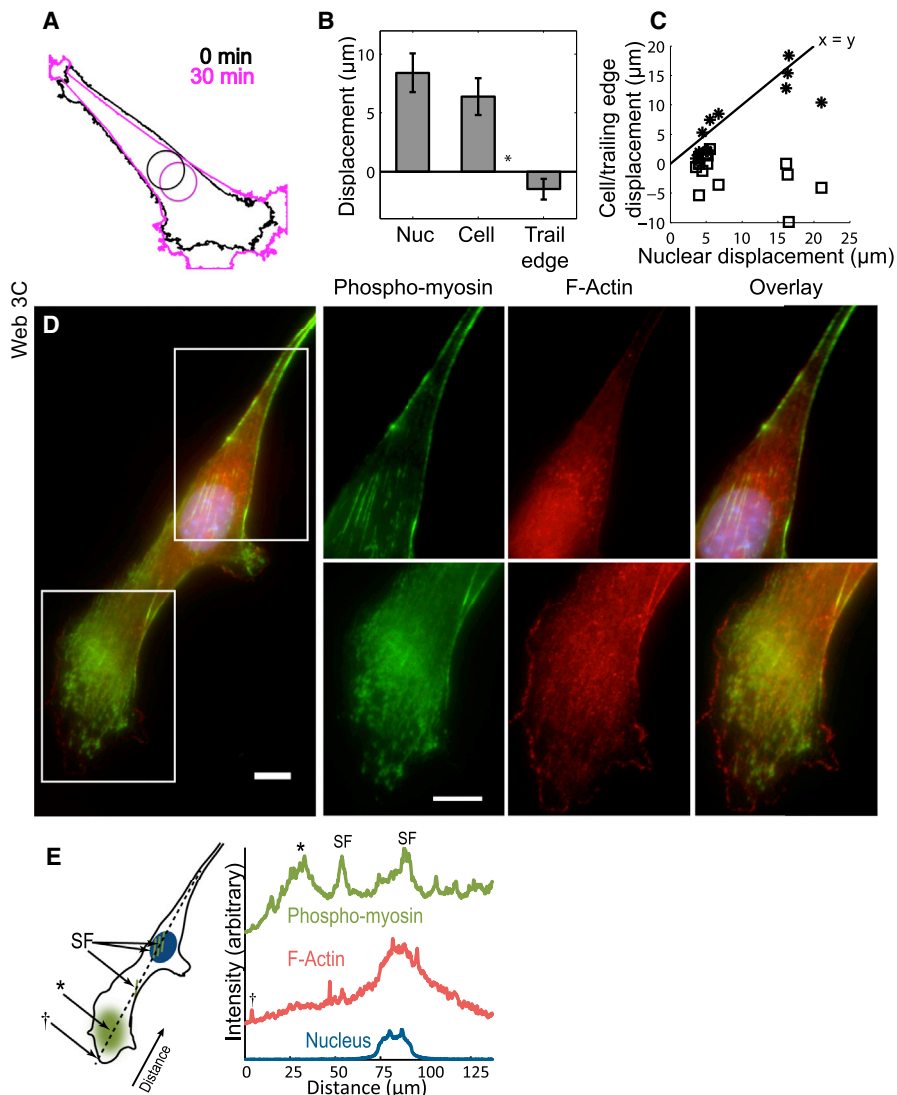 A
0 min
30 min
B
Displacement (µm)
10
5
0
*
Nuc
Cell
Trail
edge
C
Cell/trailing edge
displacement (µm)
x = y
20
15
10
5
0
−5
−10
0
5
10
15
20
25
Nuclear displacement (µm)
Web 3C
D
Phospho-myosin
F-Actin
Overlay
E
SF
*
†
Distance
Intensity (arbitrary)
*
SF
SF
Phospho-myosin
F-Actin
†
Nucleus
0
25
50
75
100
125
Distance (µm)